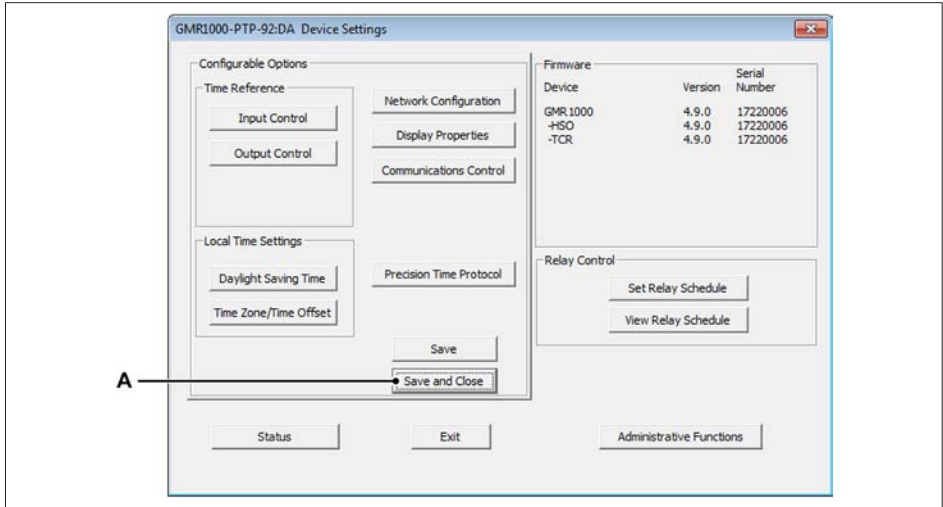 GMR1000-PTP-92:DA Device Settings
Configurable Options
Time Reference
Input Control
Output Control
Network Configuration
Display Properties
Communications Control
Local Time Settings
Daylight Saving Time
Time Zone/Time Offset
Precision Time Protocol
Save
A
Save and Close
Firmware
Serial
Device Version Number
GMR1000 4.9.0 17220006
-HSO 4.9.0 17220006
-TCR 4.9.0 17220006
Relay Control
Set Relay Schedule
View Relay Schedule
Status
Exit
Administrative Functions